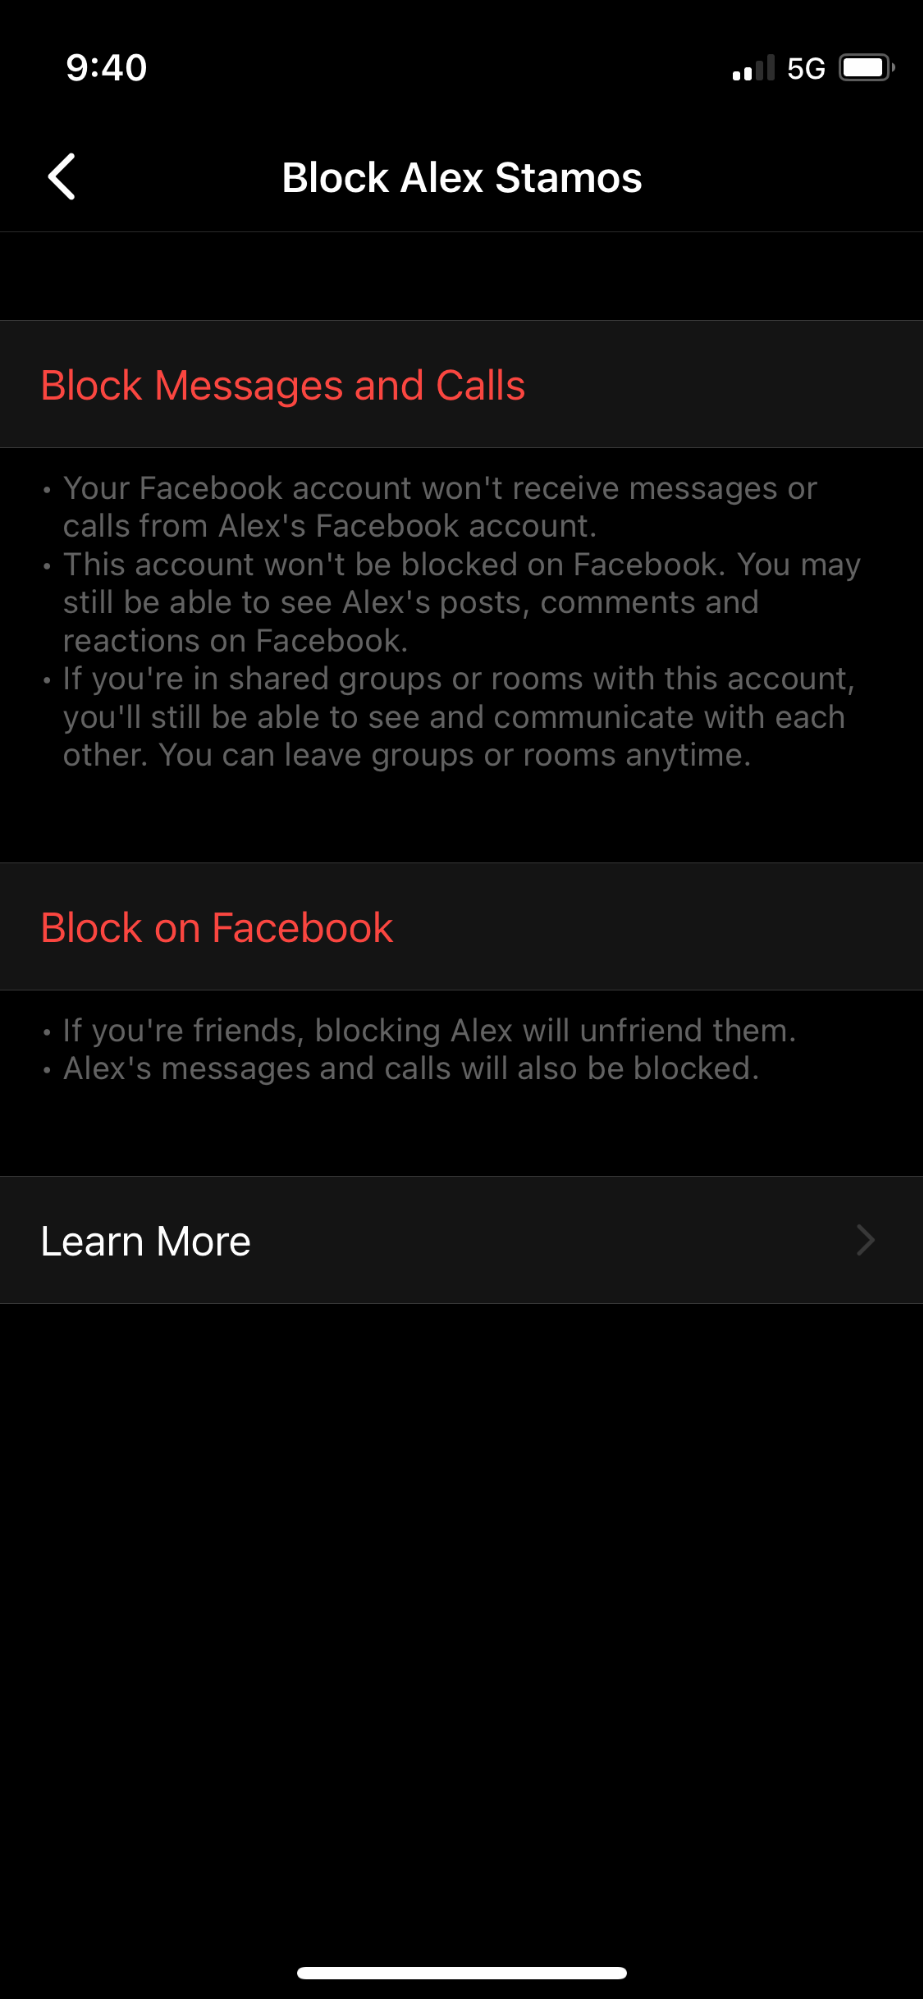 9:40
5G
Block Alex Stamos
Block Messages and Calls
• Your Facebook account won't receive messages or
calls from Alex's Facebook account.
• This account won't be blocked on Facebook. You may
still be able to see Alex's posts, comments and
reactions on Facebook.
• If you're in shared groups or rooms with this account,
you'll still be able to see and communicate with each
other. You can leave groups or rooms anytime.
Block on Facebook
• If you're friends, blocking Alex will unfriend them.
• Alex's messages and calls will also be blocked.
Learn More